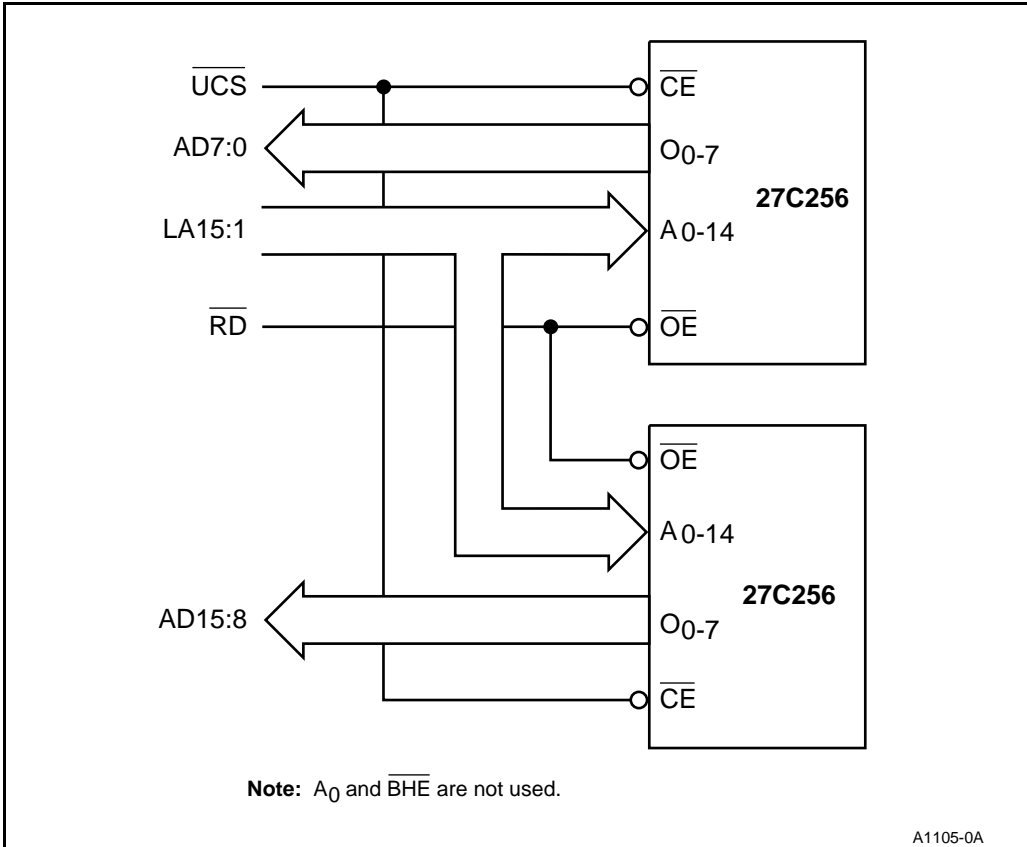 UCS
CE
AD7:0
O0-7
27C256
LA15:1
A0-14
RD
OE
OE
A0-14
27C256
AD15:8
O0-7
CE
Note: A0 and BHE are not used.
A1105-0A